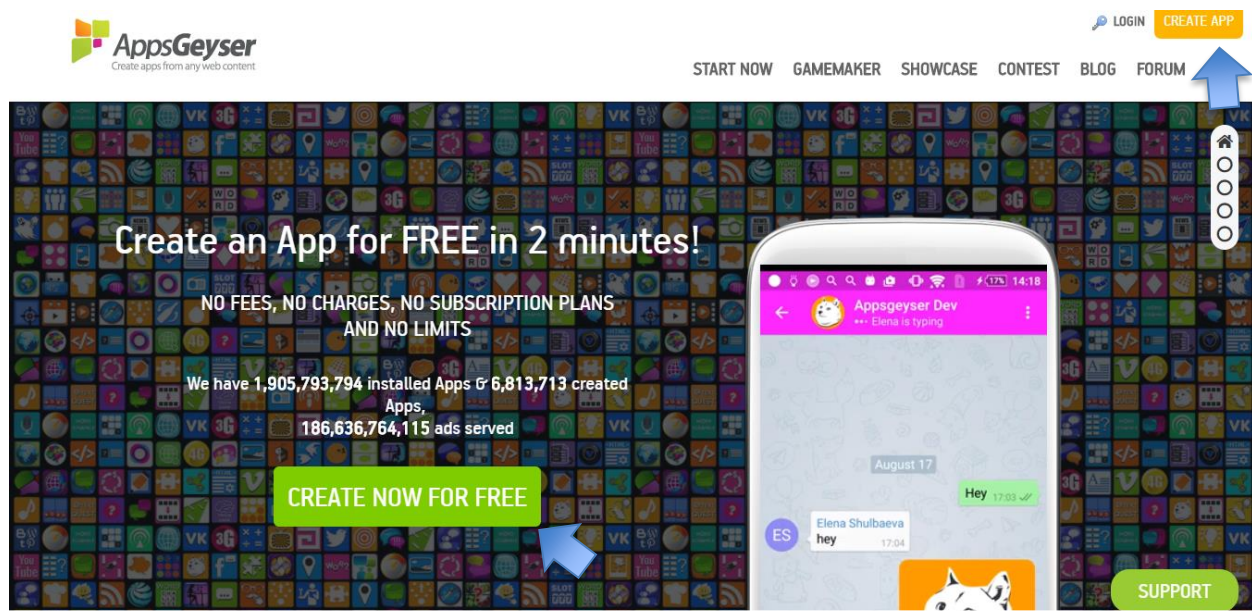 LOGIN
CREATE APP
AppsGeyser
Create apps from any web content
START NOW GAMEMAKER SHOWCASE CONTEST BLOG FORUM
Create an App for FREE in 2 minutes!
NO FEES, NO CHARGES, NO SUBSCRIPTION PLANS
AND NO LIMITS
We have 1,905,793,794 installed Apps & 6,813,713 created
Apps,
186,636,764,115 ads served
CREATE NOW FOR FREE
17% 14:18
Appsgeyser Dev
Elena is typing
August 17
Hey 17:03
Elena Shulbaeva
ES
hey 17:04
SUPPORT